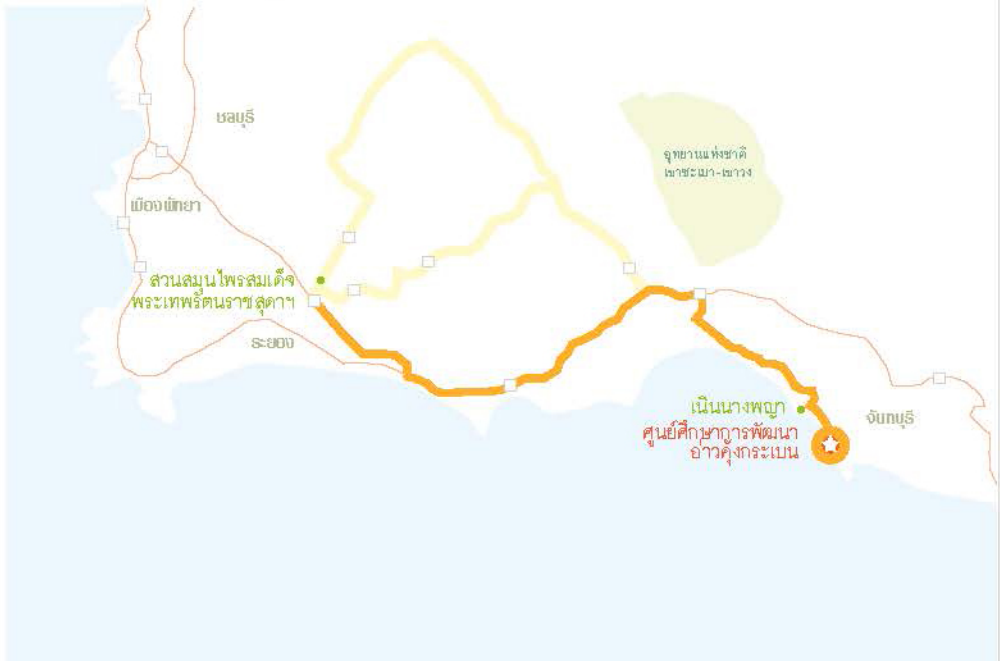 ชลบุรี
อุทยานแห่งชาติ
เขาชะเมา-เขาวง
เมืองพัทยา
สวนสมุนไพรสมเด็จ
พระเทพรัตนราชสุดาฯ
ระยอง
เนินนางพญา
ศูนย์ศึกษาการพัฒนา
อ่าวคุ้งกระเบน
จันทบุรี